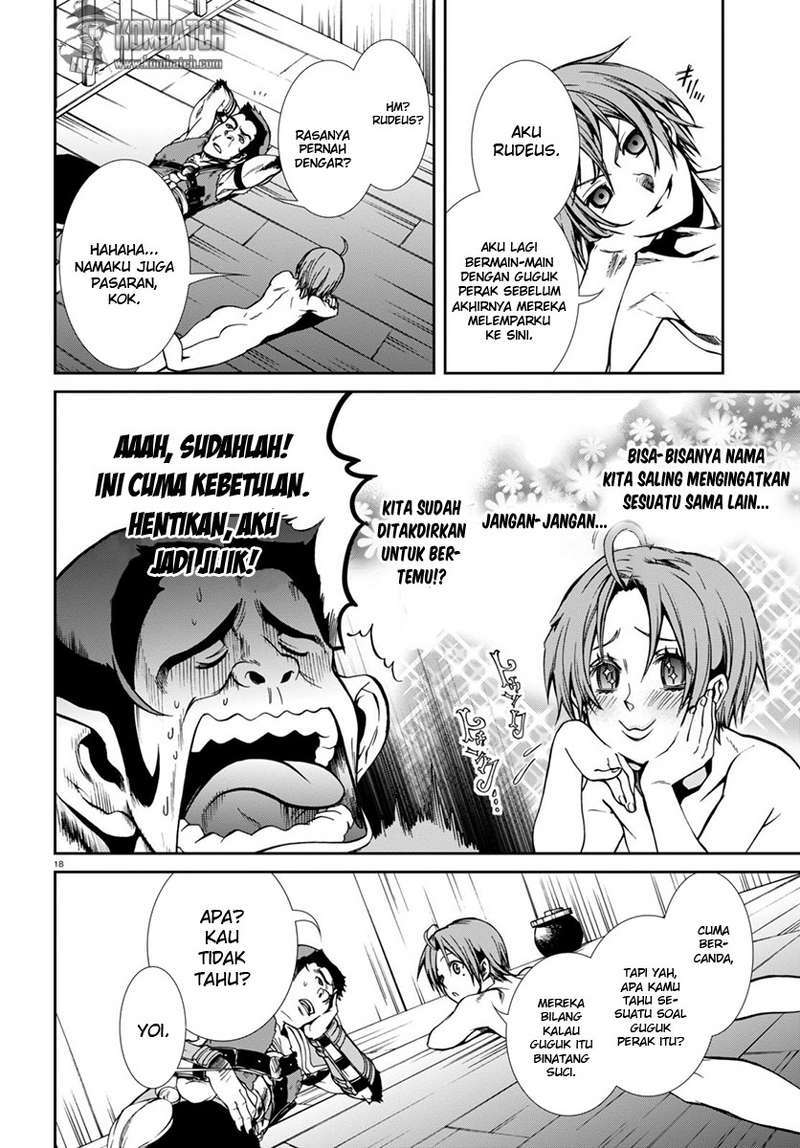 KOMBATCH
www.kombatch.com
AKU
RUDEUS.
AKU LAGI
BERMAIN-MAIN
DENGAN GUGUK
PERAK SEBELUM
AKHIRNYA MEREKA
MELEMPARKU
KE SINI.
HM?
RUDEUS?
RASANYA
PERNAH
DENGAR?
HAHAHA...
NAMAKU JUGA
PASARAN,
KOK.
BISA-BISANYA NAMA
KITA SALING MENGINGATKAN
SESUATU SAMA LAIN...
JANGAN-JANGAN...
KITA SUDAH
DITAKDIRKAN
UNTUK BER-
TEMU!?
AAAH, SUDAHLAH!
INI CUMA KEBETULAN.
HENTIKAN, AKU
JADI JIJIK!
18
CUMA
BER-
CANDA,
TAPI YAH,
APA KAMU
TAHU SE-
SUATU SOAL
GUGUK
PERAK ITU?
MEREKA
BILANG
KALAU
GUGUK ITU
BINATANG
SUCI.
APA?
KAU
TIDAK
TAHU?
YOI.